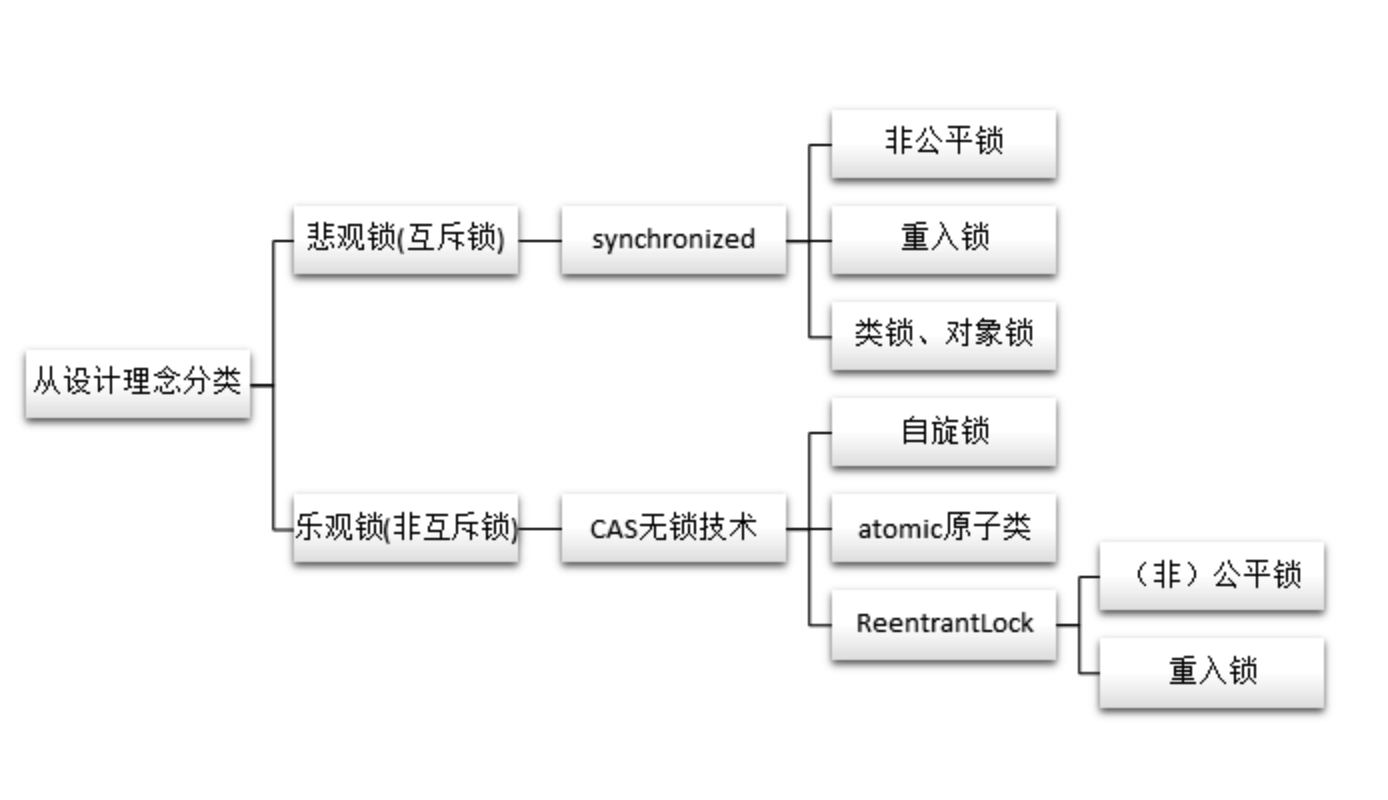 从设计理念分类
悲观锁(互斥锁)
synchronized
非公平锁
重入锁
类锁、对象锁
乐观锁(非互斥锁)
CAS无锁技术
自旋锁
atomic原子类
ReentrantLock
（非）公平锁
重入锁